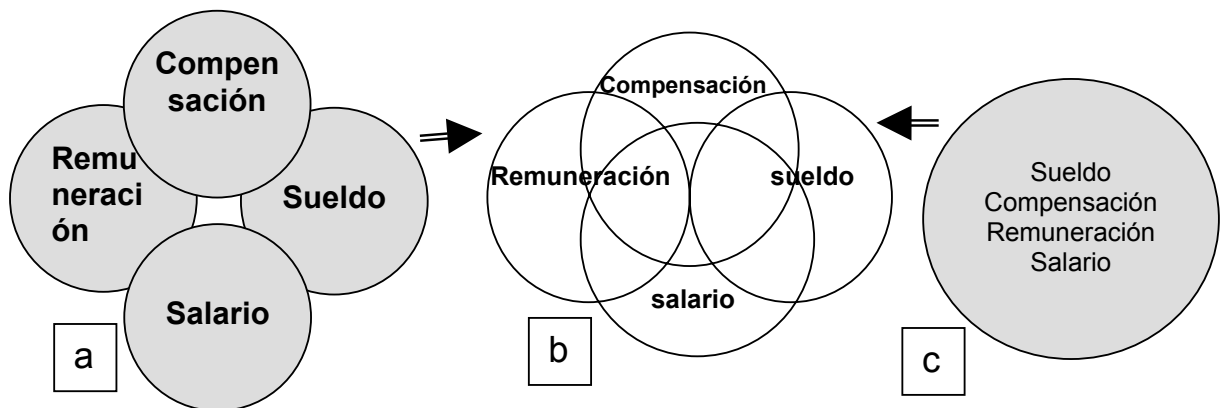 Compen
sación
Remu
neraci
ón
Sueldo
Salario
a
Compensación
Remuneración
sueldo
salario
b
Sueldo
Compensación
Remuneración
Salario
c